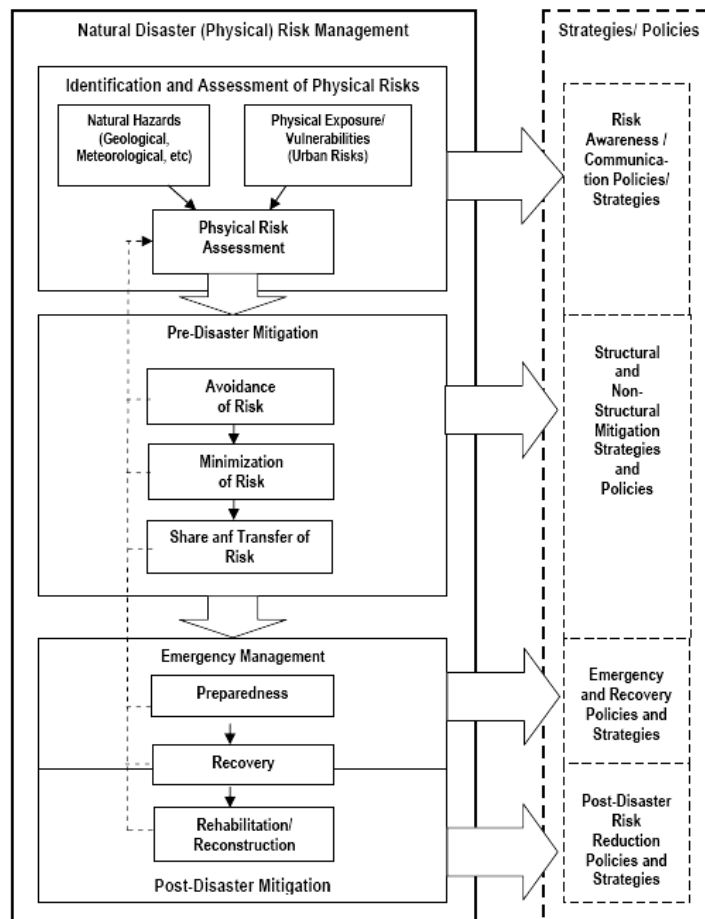 Natural Disaster (Physical) Risk Management
Identification and Assessment of Physical Risks
Natural Hazards
(Geological,
Meteorological, etc)
Physical Exposure/
Vulnerabilities
(Urban Risks)
Phsyical Risk
Assessment
Pre-Disaster Mitigation
Avoidance
of Risk
Minimization
of Risk
Share anf Transfer of
Risk
Emergency Management
Preparedness
Recovery
Rehabilitation/
Reconstruction
Post-Disaster Mitigation
Strategies/ Policies
Risk
Awareness /
Communica-
tion Policies/
Strategies
Structural
and
Non-
Structural
Mitigation
Strategies
and
Policies
Emergency
and Recovery
Policies and
Strategies
Post-Disaster
Risk
Reduction
Policies and
Strategies